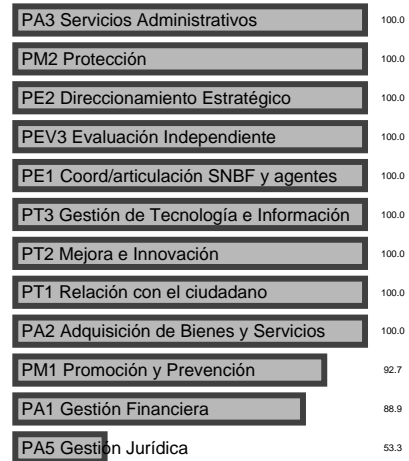 PA3 Servicios Administrativos 100.0
PM2 Protección 100.0
PE2 Direccionamiento Estratégico 100.0
PEV3 Evaluación Independiente 100.0
PE1 Coord/articulación SNBF y agentes 100.0
PT3 Gestión de Tecnología e Información 100.0
PT2 Mejora e Innovación 100.0
PT1 Relación con el ciudadano 100.0
PA2 Adquisición de Bienes y Servicios 100.0
PM1 Promoción y Prevención 92.7
PA1 Gestión Financiera 88.9
PA5 Gestión Jurídica 53.3